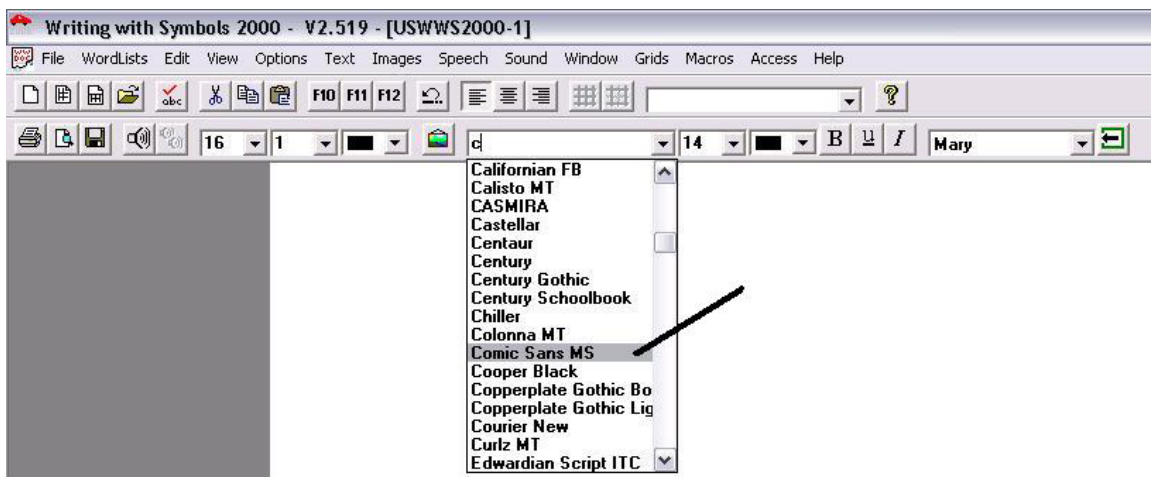 Writing with Symbols 2000 - V2.519 - [USWWS2000-1]
File WordLists Edit View Options Text Images Speech Sound Window Grids Macros Access Help
abc F10 F11 F12 ?
16 1 c 14 B u I Mary
Californian FB
Calisto MT
CASMIRA
Castellar
Centaur
Century
Century Gothic
Century Schoolbook
Chiller
Colonna MT
Comic Sans MS
Cooper Black
Copperplate Gothic Bo
Copperplate Gothic Lig
Courier New
Curlz MT
Edwardian Script ITC